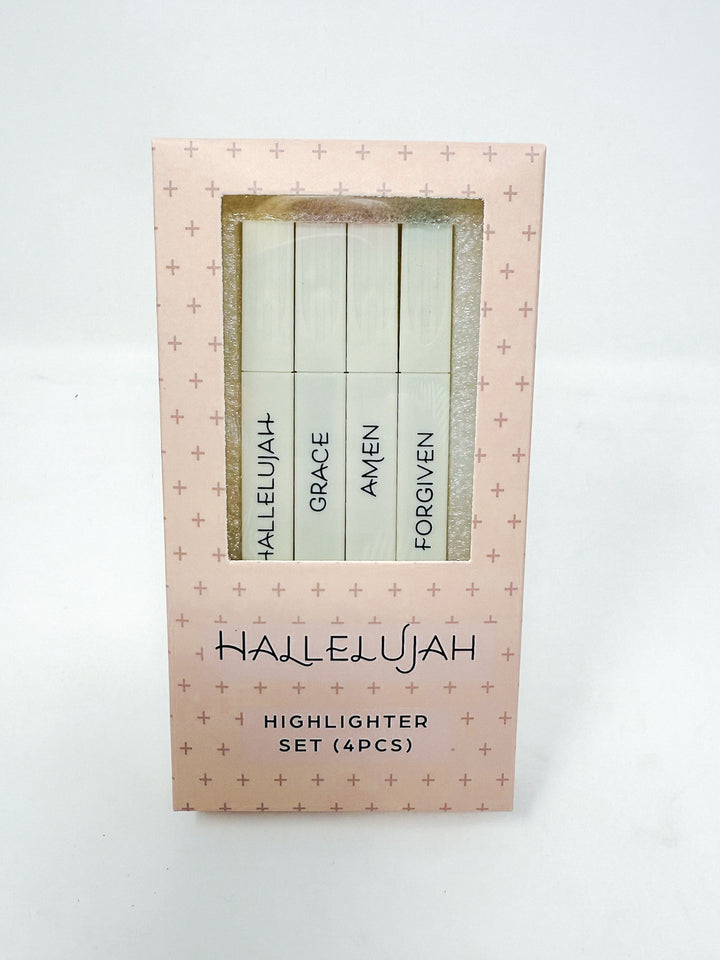 HALLELUJAH
GRACE
AMEN
FORGIVEN
HALLELUJAH
HIGHLIGHTER
SET (4PCS)